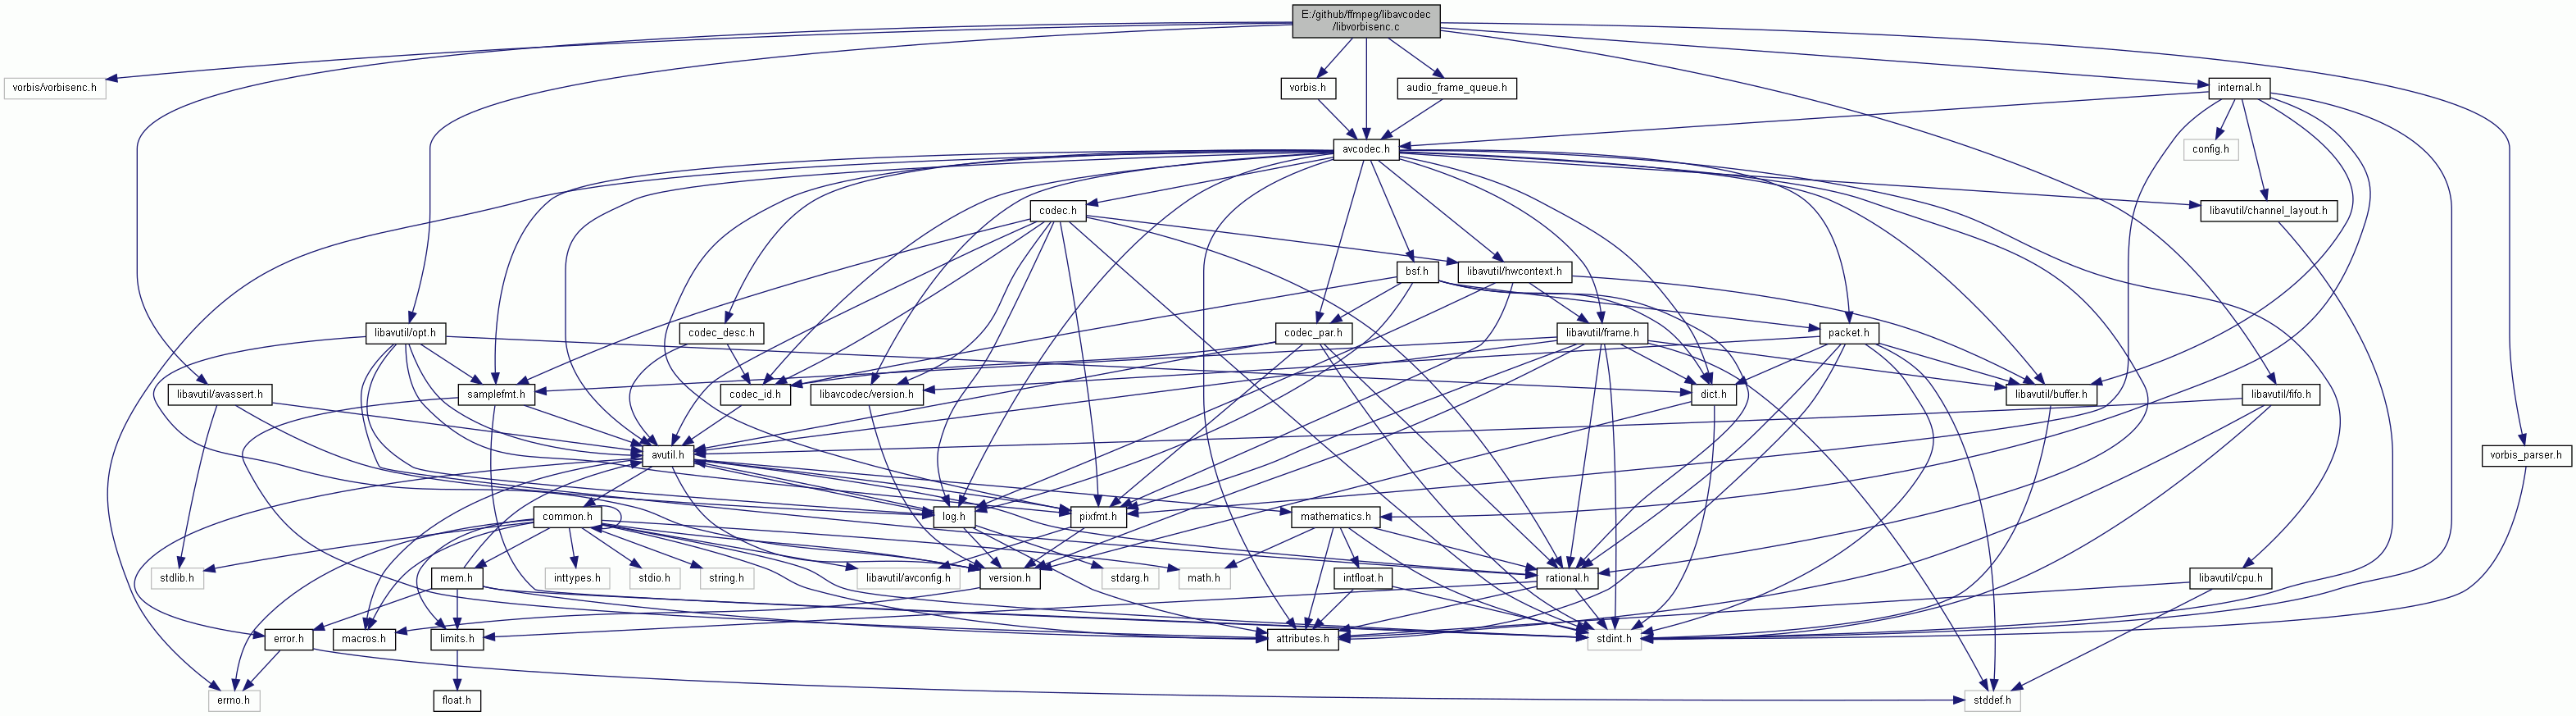 E:/github/ffmpeg/libavcodec
/libvorbisenc.c
vorbis/vorbisenc.h
vorbis.h
audio_frame_queue.h
internal.h
avcodec.h
config.h
codec.h
libavutil/channel_layout.h
bsf.h
libavutil/hwcontext.h
libavutil/opt.h
codec_desc.h
codec_par.h
libavutil/frame.h
packet.h
libavutil/avassert.h
samplefmt.h
codec_id.h
libavcodec/version.h
dict.h
libavutil/buffer.h
libavutil/fifo.h
avutil.h
vorbis_parser.h
common.h
log.h
pixfmt.h
mathematics.h
stdlib.h
mem.h
inttypes.h
stdio.h
string.h
libavutil/avconfig.h
version.h
stdarg.h
math.h
intfloat.h
rational.h
libavutil/cpu.h
error.h
macros.h
limits.h
attributes.h
stdint.h
errno.h
float.h
stddef.h